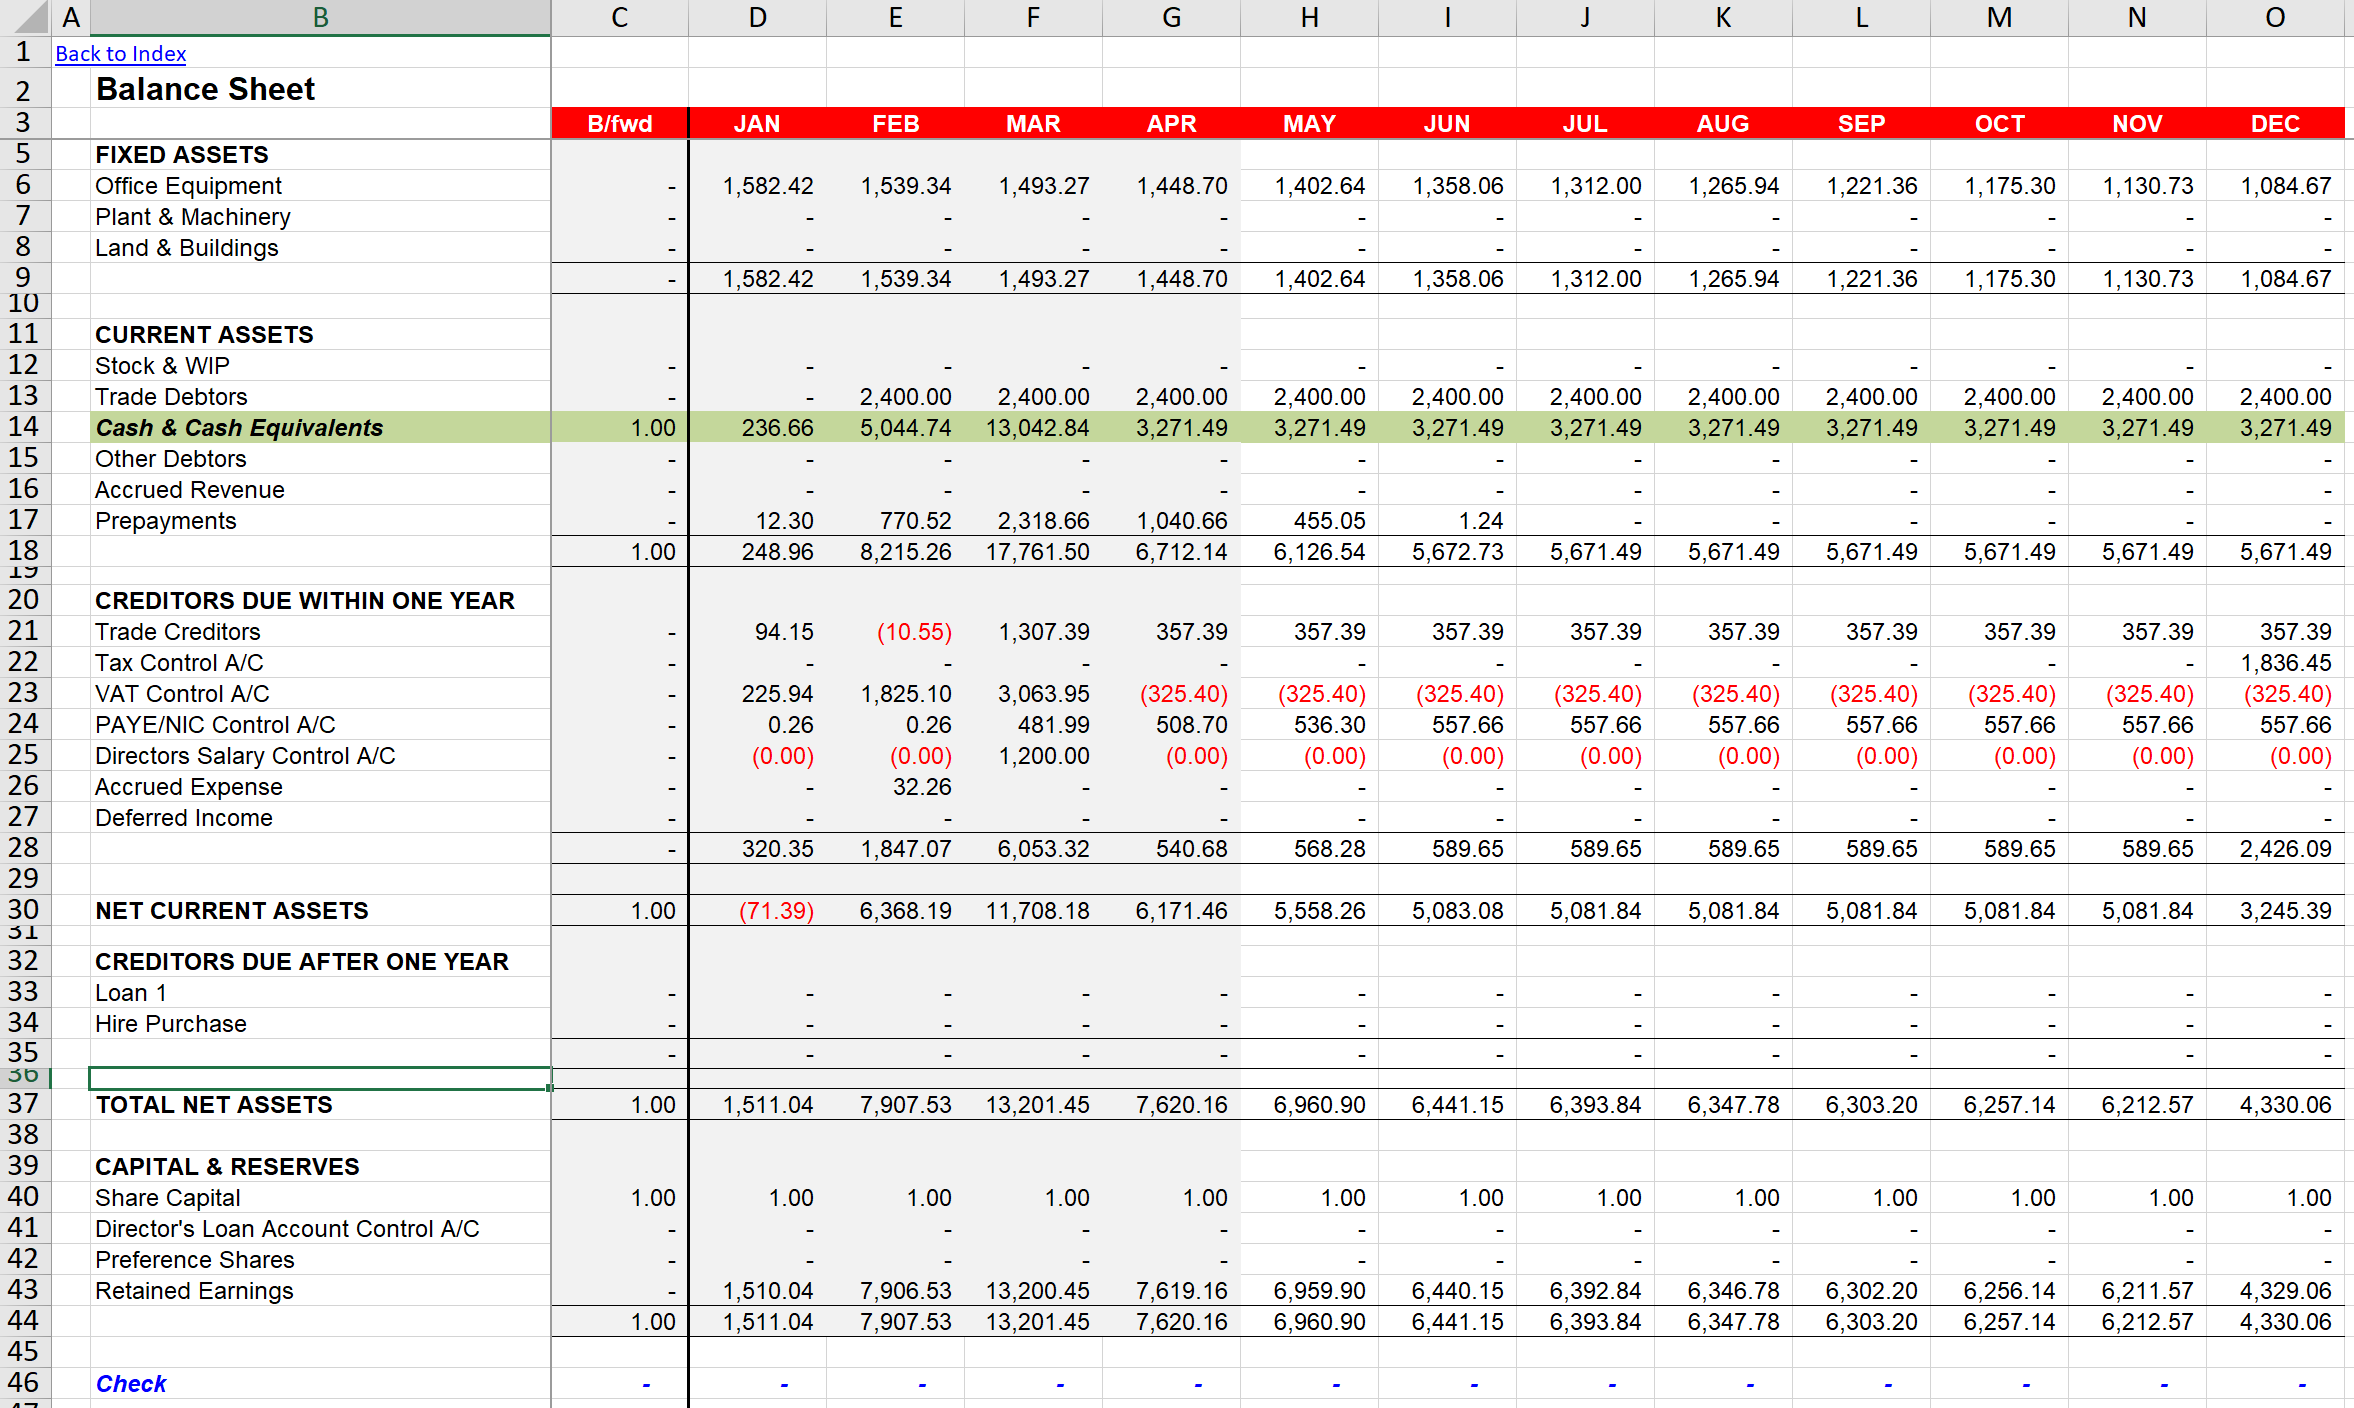 A B C D E F G H I J K L M N O
1 Back to Index
2 Balance Sheet
3 B/fwd JAN FEB MAR APR MAY JUN JUL AUG SEP OCT NOV DEC
5 FIXED ASSETS
6 Office Equipment - 1,582.42 1,539.34 1,493.27 1,448.70 1,402.64 1,358.06 1,312.00 1,265.94 1,221.36 1,175.30 1,130.73 1,084.67
7 Plant & Machinery - - - - - - - - - - - - -
8 Land & Buildings - - - - - - - - - - - - -
9 - 1,582.42 1,539.34 1,493.27 1,448.70 1,402.64 1,358.06 1,312.00 1,265.94 1,221.36 1,175.30 1,130.73 1,084.67
10
11 CURRENT ASSETS
12 Stock & WIP - - - - - - - - - - - - -
13 Trade Debtors - - 2,400.00 2,400.00 2,400.00 2,400.00 2,400.00 2,400.00 2,400.00 2,400.00 2,400.00 2,400.00 2,400.00
14 Cash & Cash Equivalents 1.00 236.66 5,044.74 13,042.84 3,271.49 3,271.49 3,271.49 3,271.49 3,271.49 3,271.49 3,271.49 3,271.49 3,271.49
15 Other Debtors - - - - - - - - - - - - -
16 Accrued Revenue - - - - - - - - - - - - -
17 Prepayments - 12.30 770.52 2,318.66 1,040.66 455.05 1.24 - - - - - -
18 1.00 248.96 8,215.26 17,761.50 6,712.14 6,126.54 5,672.73 5,671.49 5,671.49 5,671.49 5,671.49 5,671.49 5,671.49
19
20 CREDITORS DUE WITHIN ONE YEAR
21 Trade Creditors - 94.15 (10.55) 1,307.39 357.39 357.39 357.39 357.39 357.39 357.39 357.39 357.39 357.39
22 Tax Control A/C - - - - - - - - - - - - 1,836.45
23 VAT Control A/C - 225.94 1,825.10 3,063.95 (325.40) (325.40) (325.40) (325.40) (325.40) (325.40) (325.40) (325.40) (325.40)
24 PAYE/NIC Control A/C - 0.26 0.26 481.99 508.70 536.30 557.66 557.66 557.66 557.66 557.66 557.66 557.66
25 Directors Salary Control A/C - (0.00) (0.00) 1,200.00 (0.00) (0.00) (0.00) (0.00) (0.00) (0.00) (0.00) (0.00) (0.00)
26 Accrued Expense - - 32.26 - - - - - - - - - -
27 Deferred Income - - - - - - - - - - - - -
28 - 320.35 1,847.07 6,053.32 540.68 568.28 589.65 589.65 589.65 589.65 589.65 589.65 2,426.09
29
30 NET CURRENT ASSETS 1.00 (71.39) 6,368.19 11,708.18 6,171.46 5,558.26 5,083.08 5,081.84 5,081.84 5,081.84 5,081.84 5,081.84 3,245.39
31
32 CREDITORS DUE AFTER ONE YEAR
33 Loan 1 - - - - - - - - - - - - -
34 Hire Purchase - - - - - - - - - - - - -
35 - - - - - - - - - - - - -
36
37 TOTAL NET ASSETS 1.00 1,511.04 7,907.53 13,201.45 7,620.16 6,960.90 6,441.15 6,393.84 6,347.78 6,303.20 6,257.14 6,212.57 4,330.06
38
39 CAPITAL & RESERVES
40 Share Capital 1.00 1.00 1.00 1.00 1.00 1.00 1.00 1.00 1.00 1.00 1.00 1.00 1.00
41 Director's Loan Account Control A/C - - - - - - - - - - - - -
42 Preference Shares - - - - - - - - - - - - -
43 Retained Earnings - 1,510.04 7,906.53 13,200.45 7,619.16 6,959.90 6,440.15 6,392.84 6,346.78 6,302.20 6,256.14 6,211.57 4,329.06
44 1.00 1,511.04 7,907.53 13,201.45 7,620.16 6,960.90 6,441.15 6,393.84 6,347.78 6,303.20 6,257.14 6,212.57 4,330.06
45
46 Check - - - - - - - - - - - - -
47